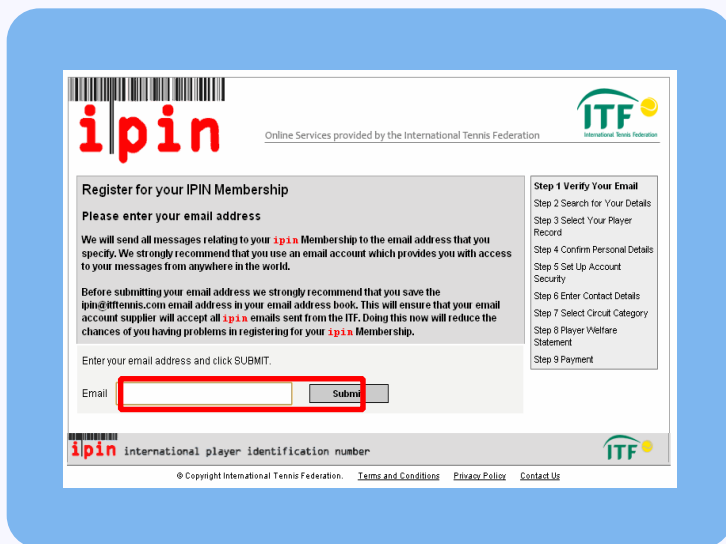 ipin
Online Services provided by the International Tennis Federation
ITF
International Tennis Federation
Register for your IPIN Membership
Please enter your email address
We will send all messages relating to your ipin Membership to the email address that you
specify. We strongly recommend that you use an email account which provides you with access
to your messages from anywhere in the world.
Before submitting your email address we strongly recommend that you save the
ipin@itftennis.com email address in your email address book. This will ensure that your email
account supplier will accept all ipin emails sent from the ITF. Doing this now will reduce the
chances of you having problems in registering for your ipin Membership.
Enter your email address and click SUBMIT.
Email
Submit
Step 1 Verify Your Email
Step 2 Search for Your Details
Step 3 Select Your Player
Record
Step 4 Confirm Personal Details
Step 5 Set Up Account
Security
Step 6 Enter Contact Details
Step 7 Select Circuit Category
Step 8 Player Welfare
Statement
Step 9 Payment
ipin international player identification number
ITF
© Copyright International Tennis Federation. Terms and Conditions Privacy Policy Contact Us